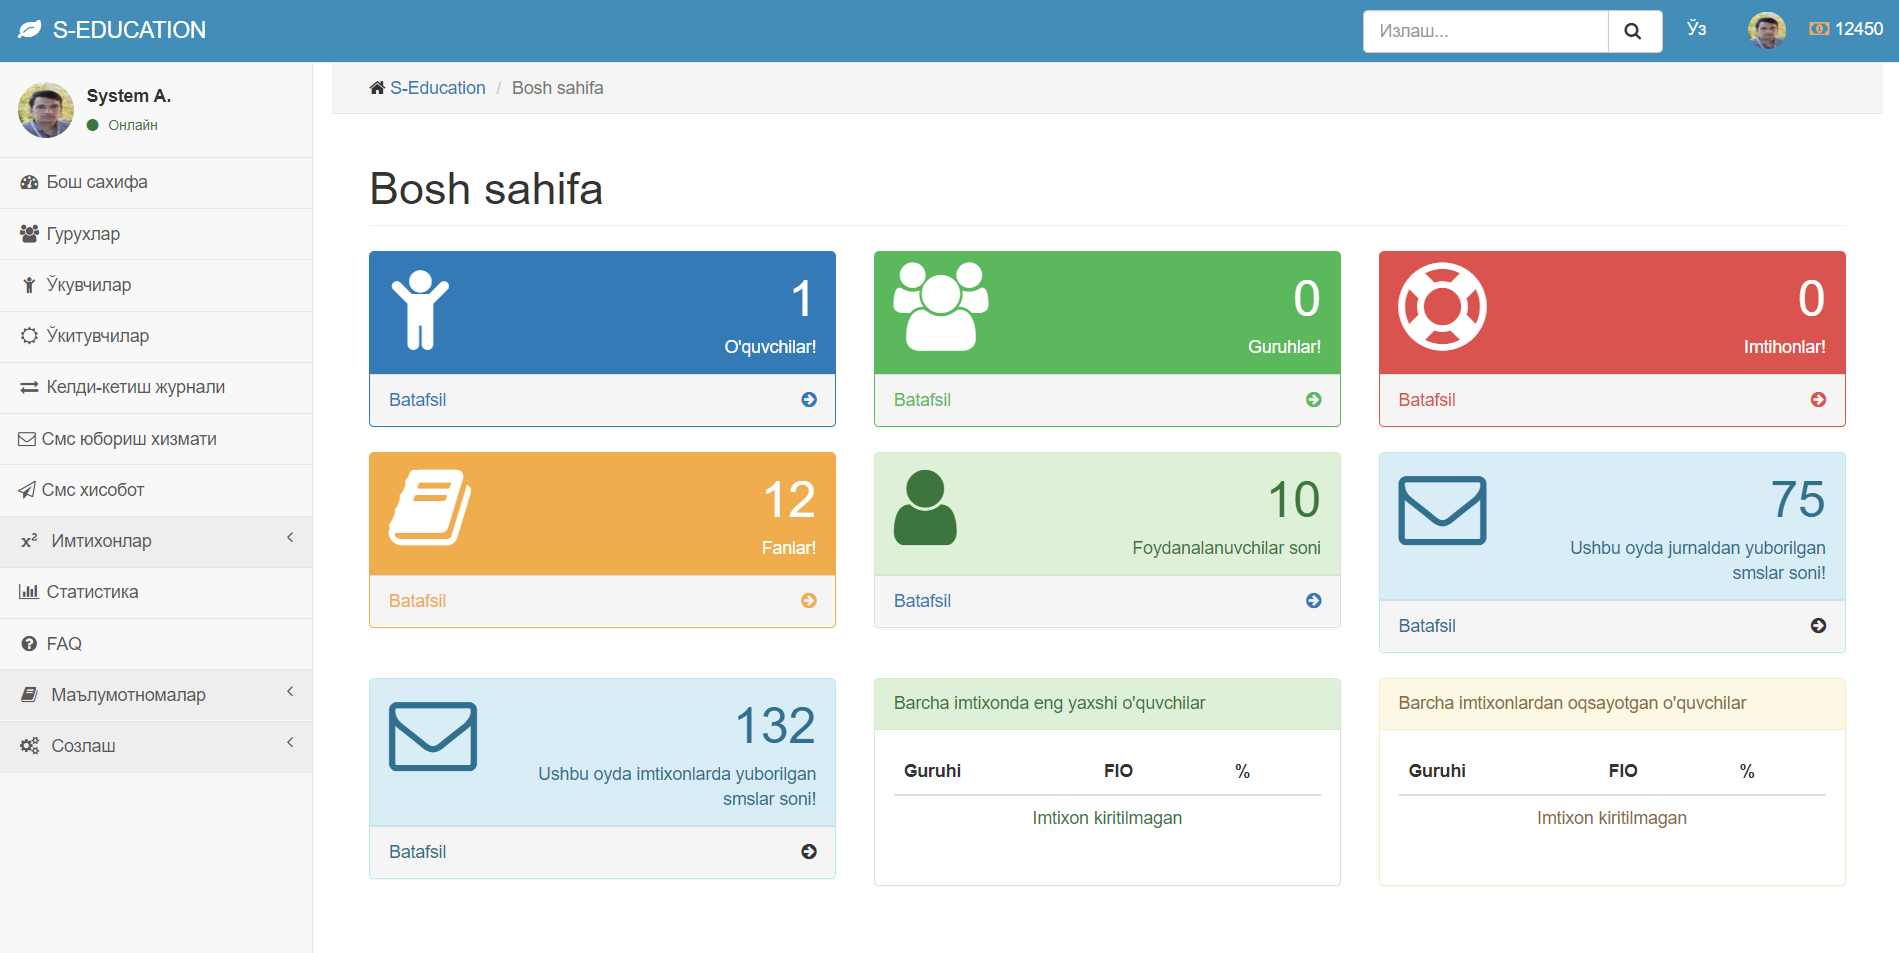 S-EDUCATION
Излаш...
Ўз
12450
System A.
Онлайн
Бош сахифа
Гурухлар
Ўкувчилар
Ўкитувчилар
Келди-кетиш журнали
Смс юбориш хизмати
Смс хисобот
x² Имтихонлар
Статистика
FAQ
Маълумотномалар
Созлаш
S-Education / Bosh sahifa
Bosh sahifa
1
O'quvchilar!
Batafsil
0
Guruhlar!
Batafsil
0
Imtihonlar!
Batafsil
12
Fanlar!
Batafsil
10
Foydanalanuvchilar soni
Batafsil
75
Ushbu oyda jurnaldan yuborilgan
smslar soni!
Batafsil
132
Ushbu oyda imtixonlarda yuborilgan
smslar soni!
Batafsil
Barcha imtixonda eng yaxshi o'quvchilar
Guruhi FIO %
Imtixon kiritilmagan
Barcha imtixonlardan oqsayotgan o'quvchilar
Guruhi FIO %
Imtixon kiritilmagan